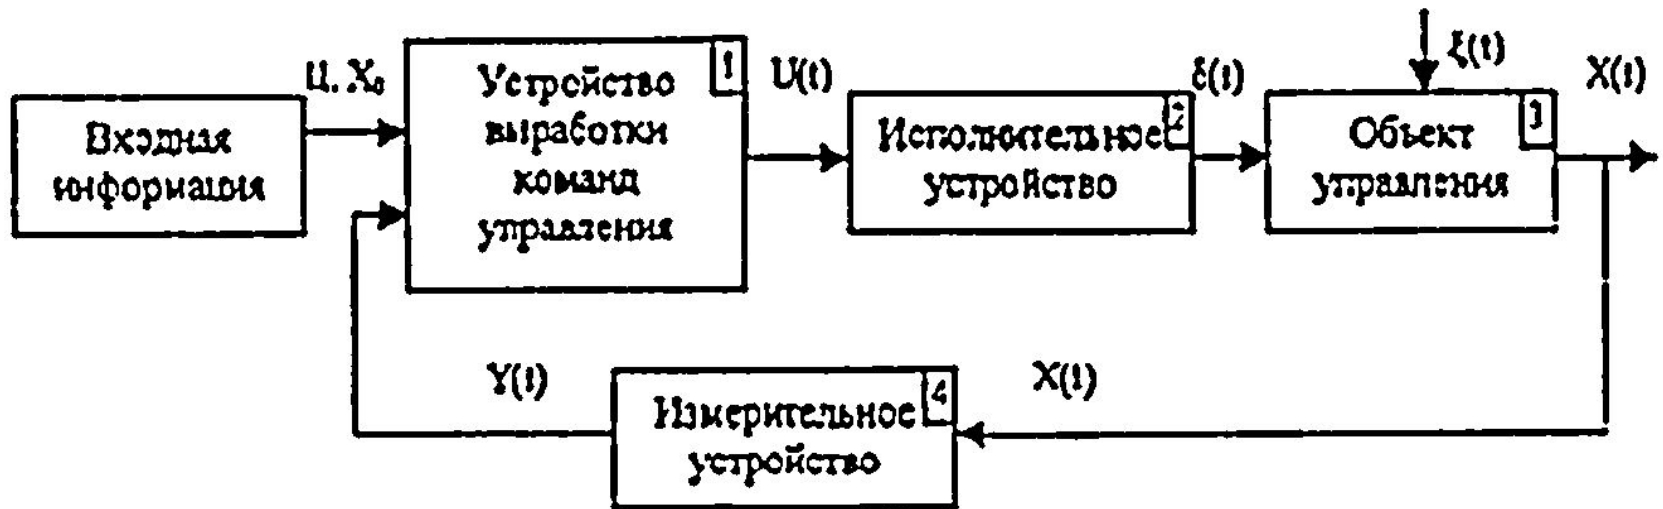 Ц, X₀
Входная
информация
1
Устройство
выработки
команд
управления
U(t)
2
Исполнительное
устройство
δ(t)
ξ(t)
3
Объект
управления
X(t)
Y(t)
4
Измерительное
устройство
X(t)